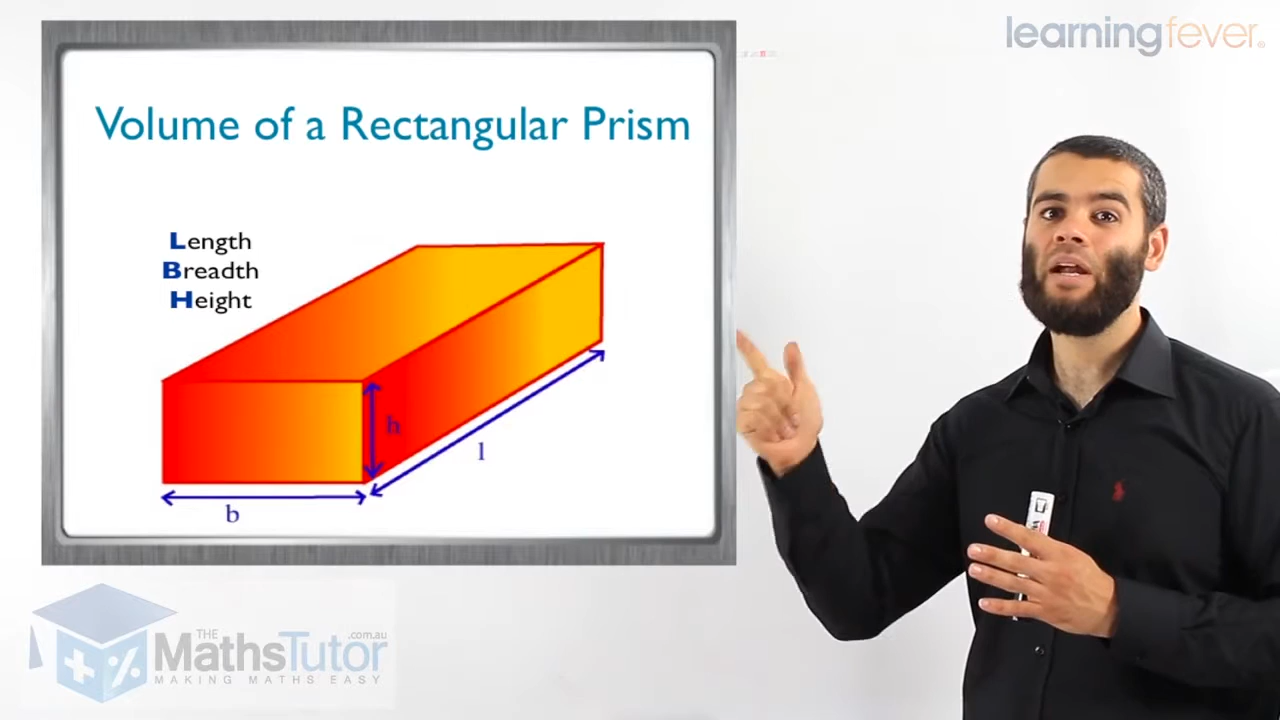 learningfever®
Volume of a Rectangular Prism
Length
Breadth
Height
h
l
b
THE
MathsTutor
.com.au
MAKING MATHS EASY